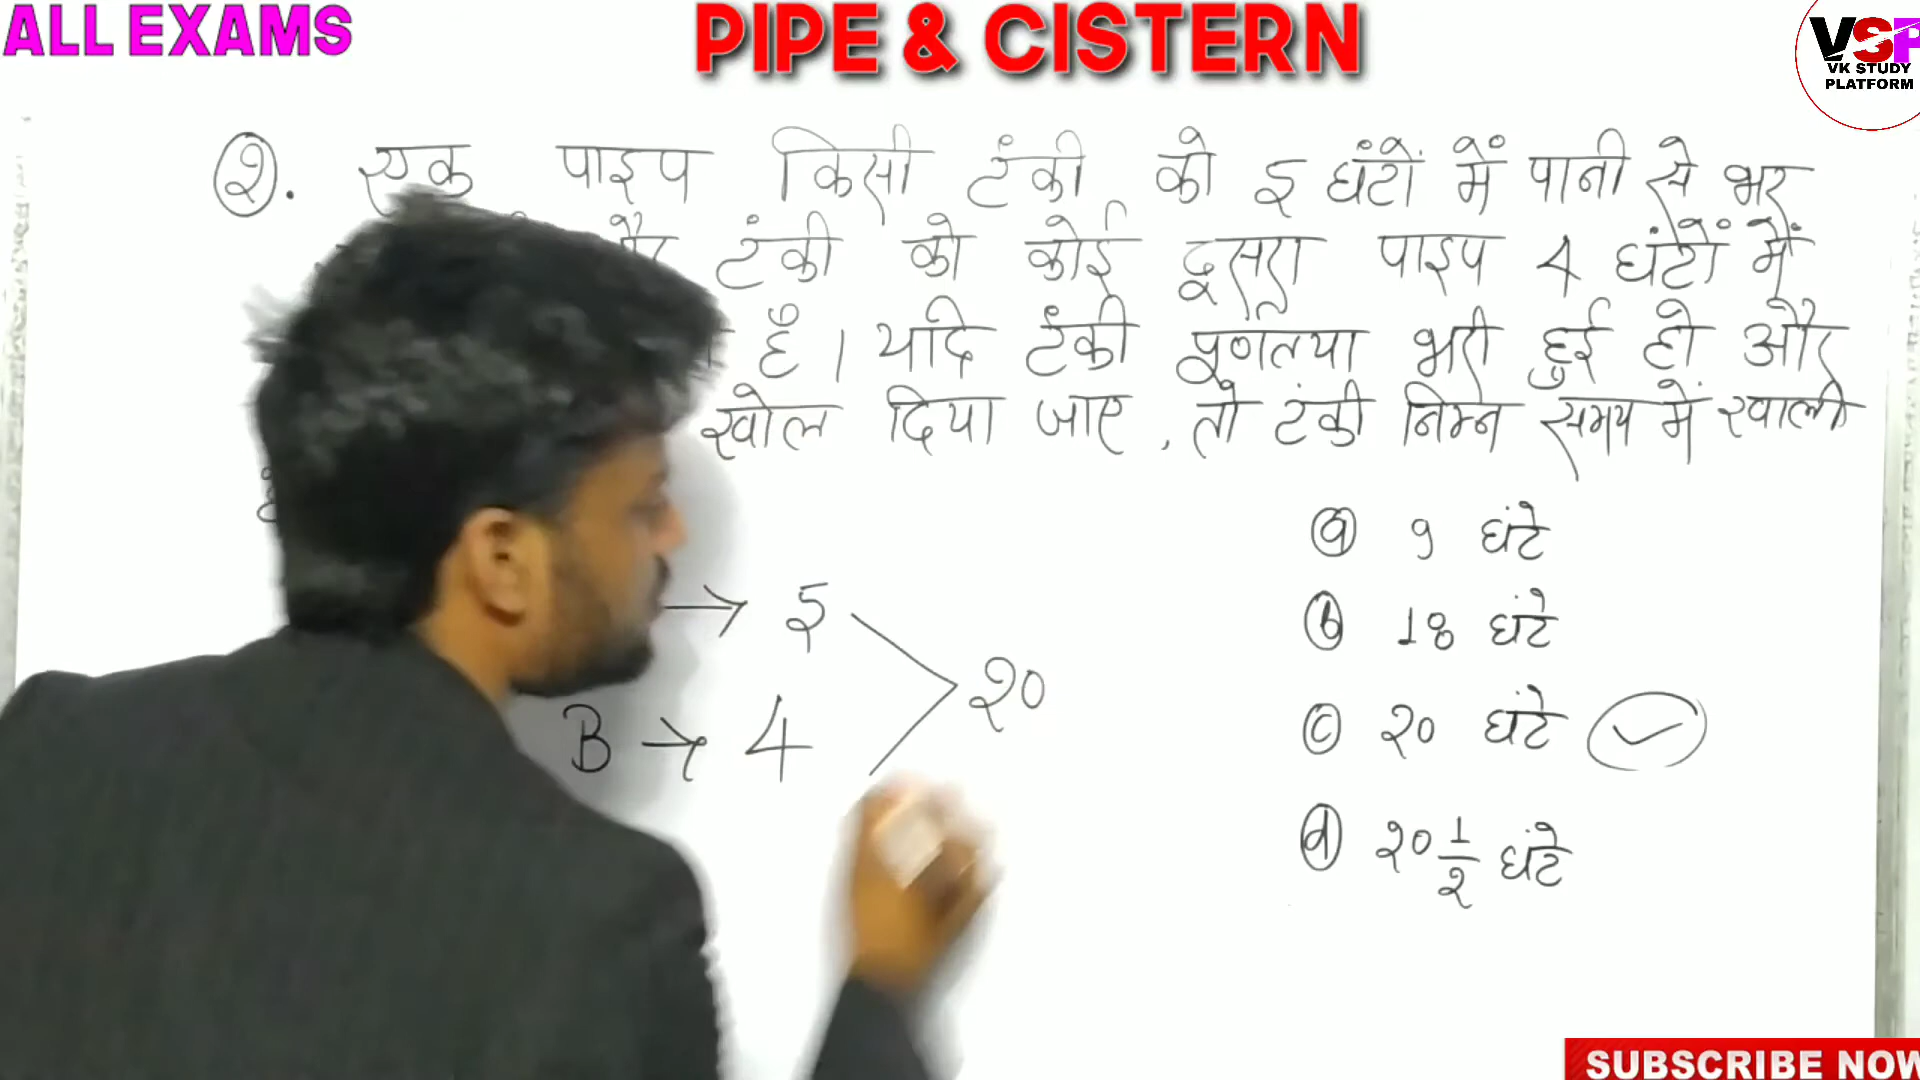 ALL EXAMS
PIPE & CISTERN
VSP
VK STUDY
PLATFORM
2. एक पाइप किसी टंकी को 5 घंटों में पानी से भर
टंकी को कोई दूसरा पाइप 4 घंटों में
है । यदि टंकी पूर्णतया भरी हुई हो और
खोल दिया जाए , तो टंकी निम्न समय में खाली
(a) 9 घंटे
(b) 18 घंटे
(c) 20 घंटे
(d) 20 1/2 घंटे
→ 5
20
B → 4
SUBSCRIBE NOW